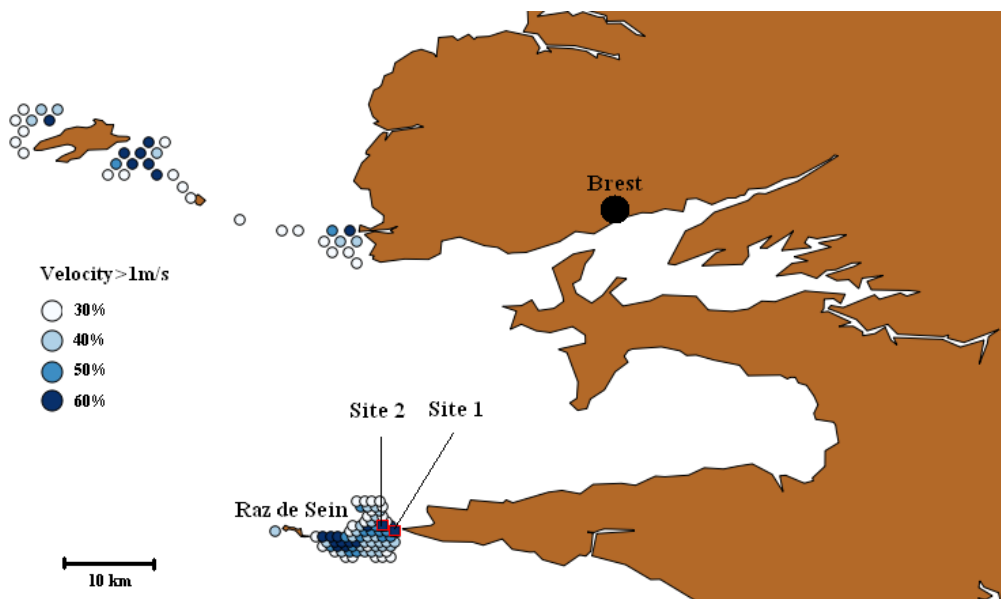 Brest
Velocity>1m/s
30%
40%
50%
60%
Site 2
Site 1
Raz de Sein
10 km